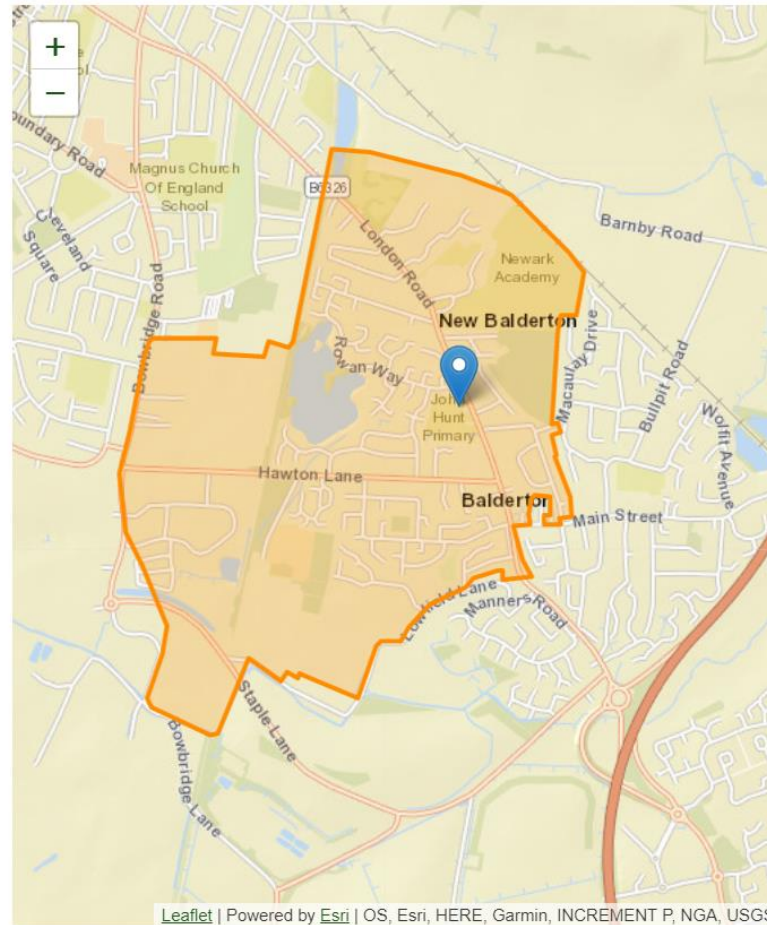 +
−
Magnus Church
Of England
School
Boundary Road
Cleveland
Square
Bowbridge Road
B6326
London Road
Barnby Road
Newark
Academy
New Balderton
Rowan Way
John
Hunt
Primary
Macaulay Drive
Bullpit Road
Wolfit Avenue
Hawton Lane
Balderton
Main Street
Lowfield Lane
Manners Road
Staple Lane
Bowbridge Lane
Leaflet | Powered by Esri | OS, Esri, HERE, Garmin, INCREMENT P, NGA, USGS